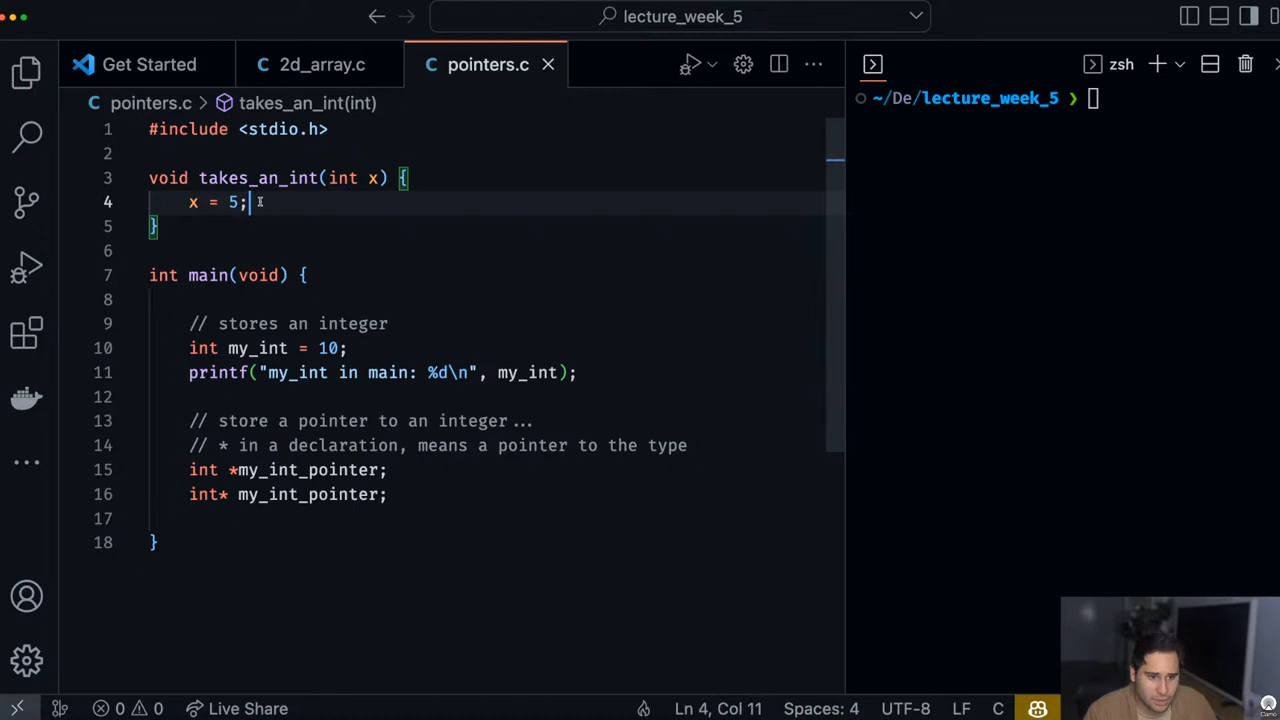 lecture_week_5
Get Started
C 2d_array.c
C pointers.c
zsh
C pointers.c > takes_an_int(int)
~/De/lecture_week_5 ❯
1 #include <stdio.h>
2
3 void takes_an_int(int x) {
4 x = 5;
5 }
6
7 int main(void) {
8
9 // stores an integer
10 int my_int = 10;
11 printf("my_int in main: %d\n", my_int);
12
13 // store a pointer to an integer...
14 // * in a declaration, means a pointer to the type
15 int *my_int_pointer;
16 int* my_int_pointer;
17
18 }
0 0 Live Share Ln 4, Col 11 Spaces: 4 UTF-8 LF C
Camo